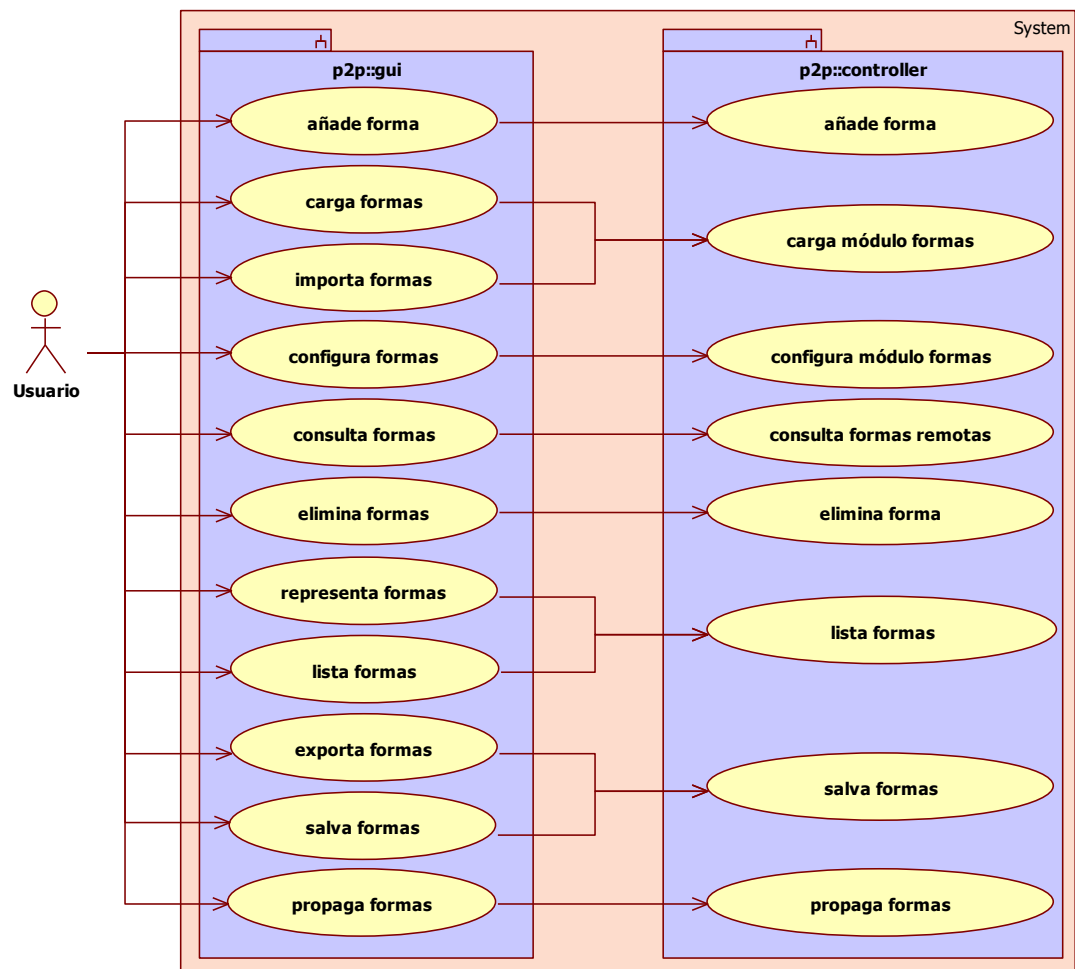 System
p2p::gui
p2p::controller
añade forma
añade forma
carga formas
carga módulo formas
importa formas
configura formas
configura módulo formas
Usuario
consulta formas
consulta formas remotas
elimina formas
elimina forma
representa formas
lista formas
lista formas
exporta formas
salva formas
salva formas
propaga formas
propaga formas